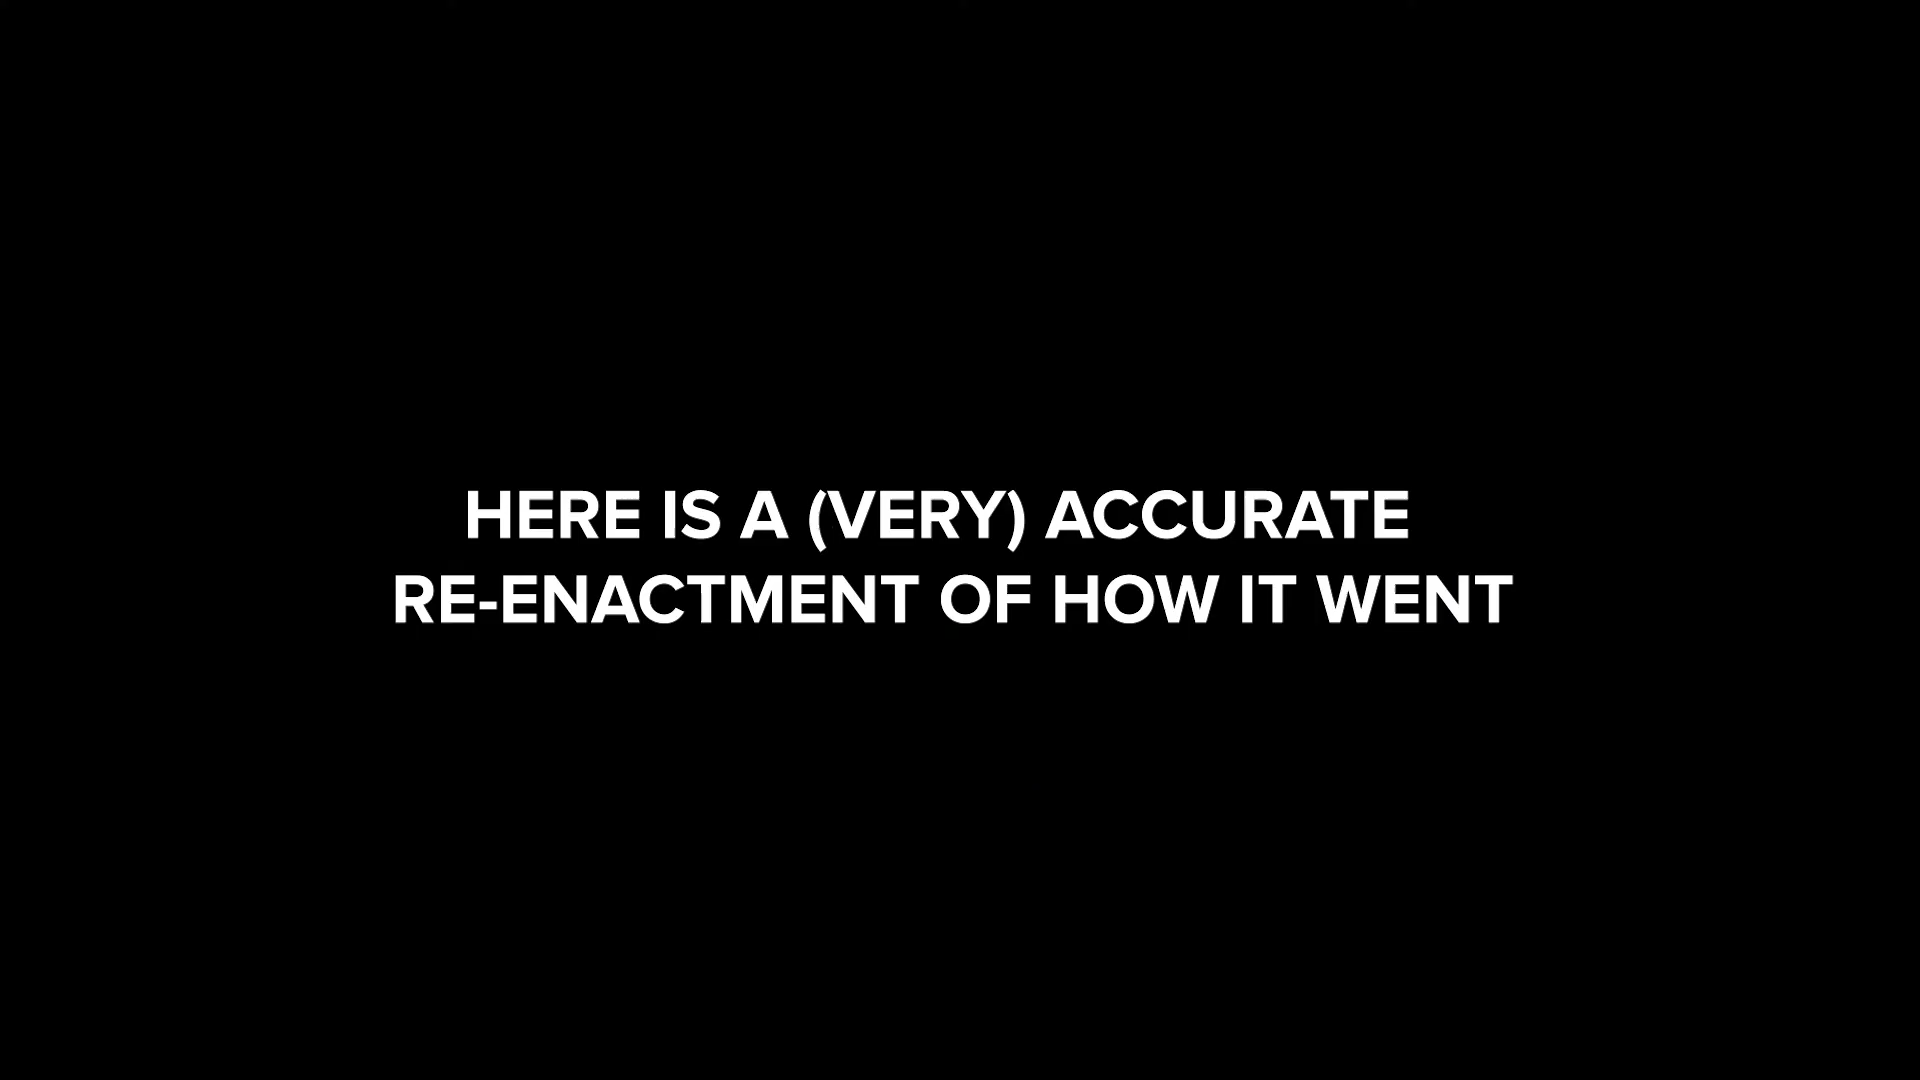 HERE IS A (VERY) ACCURATE
RE-ENACTMENT OF HOW IT WENT